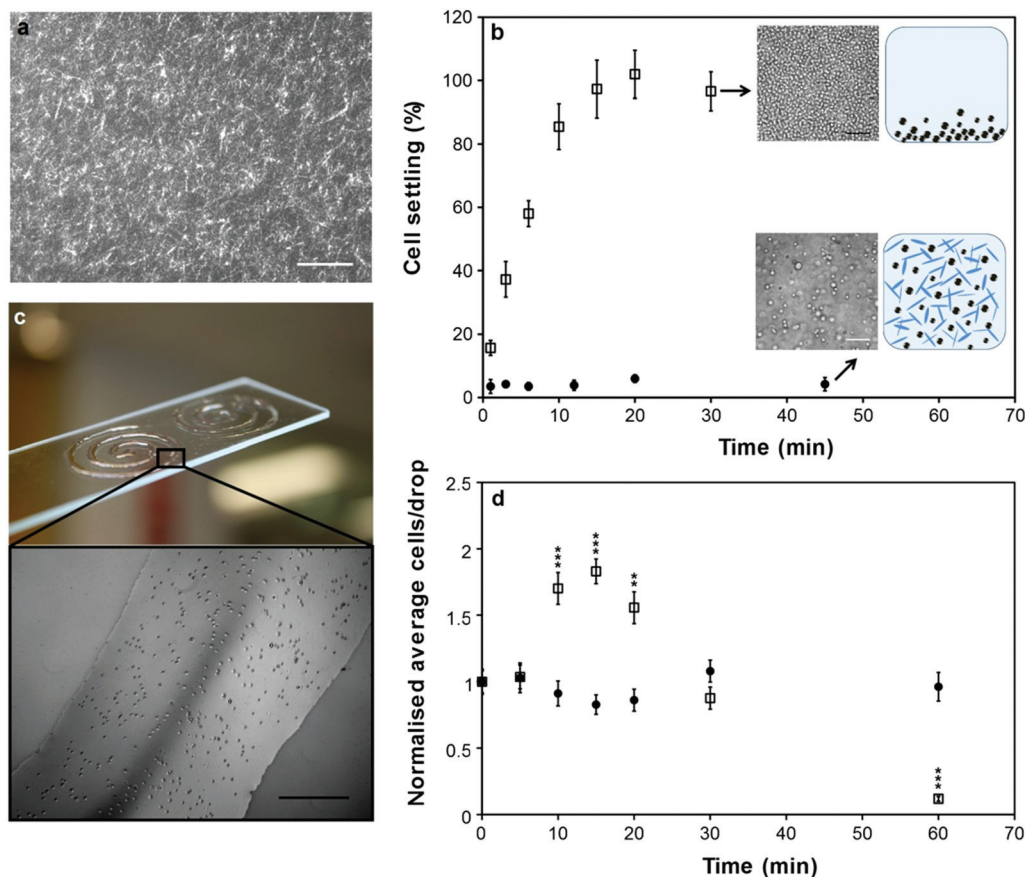 a
b
Cell settling (%)
120
100
80
60
40
20
0
0 10 20 30 40 50 60 70
Time (min)
c
d
Normalised average cells/drop
2.5
2
1.5
1
0.5
0
***
***
**
***
0 10 20 30 40 50 60 70
Time (min)